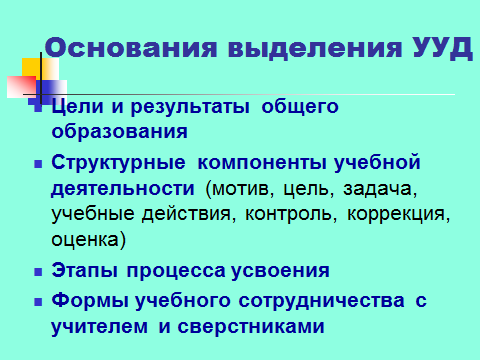 Основания выделения УУД
Цели и результаты общего
образования
Структурные компоненты учебной
деятельности (мотив, цель, задача,
учебные действия, контроль, коррекция,
оценка)
Этапы процесса усвоения
Формы учебного сотрудничества с
учителем и сверстниками